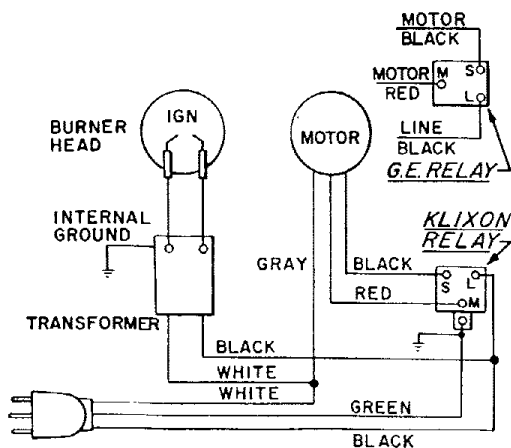 MOTOR
BLACK
M
S
L
MOTOR
RED
LINE
BLACK
G.E. RELAY
IGN
BURNER
HEAD
MOTOR
INTERNAL
GROUND
TRANSFORMER
GRAY
KLIXON
RELAY
BLACK
RED
S
L
M
BLACK
WHITE
WHITE
GREEN
BLACK